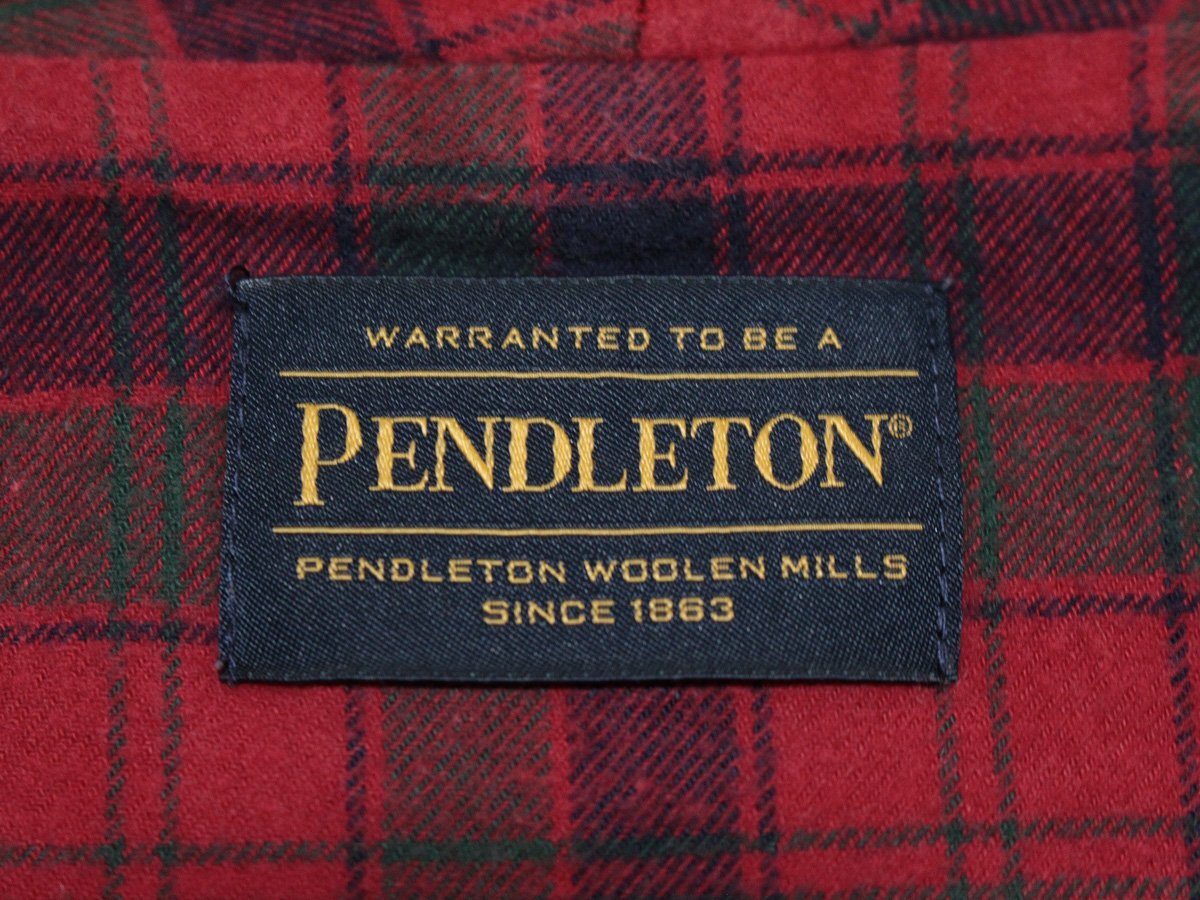 WARRANTED TO BE A
PENDLETON®
PENDLETON WOOLEN MILLS
SINCE 1863